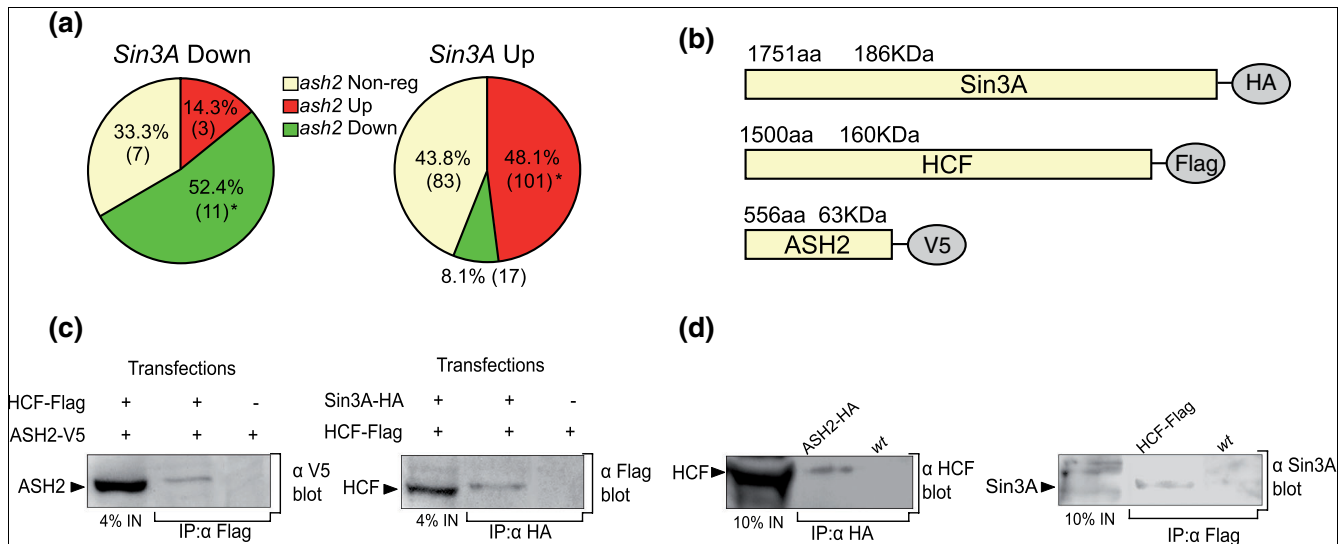 (a)
Sin3A Down
Sin3A Up
ash2 Non-reg
ash2 Up
ash2 Down
14.3%
(3)
33.3%
(7)
52.4%
(11)*
43.8%
(83)
48.1%
(101)*
8.1% (17)
(b)
1751aa 186KDa
Sin3A
HA
1500aa 160KDa
HCF
Flag
556aa 63KDa
ASH2
V5
(c)
Transfections
HCF-Flag + + -
ASH2-V5 + + +
ASH2
α V5
blot
4% IN
IP:α Flag
Transfections
Sin3A-HA + + -
HCF-Flag + + +
HCF
α Flag
blot
4% IN
IP:α HA
(d)
ASH2-HA
wt
HCF
α HCF
blot
10% IN
IP:α HA
HCF-Flag
wt
Sin3A
α Sin3A
blot
10% IN
IP:α Flag